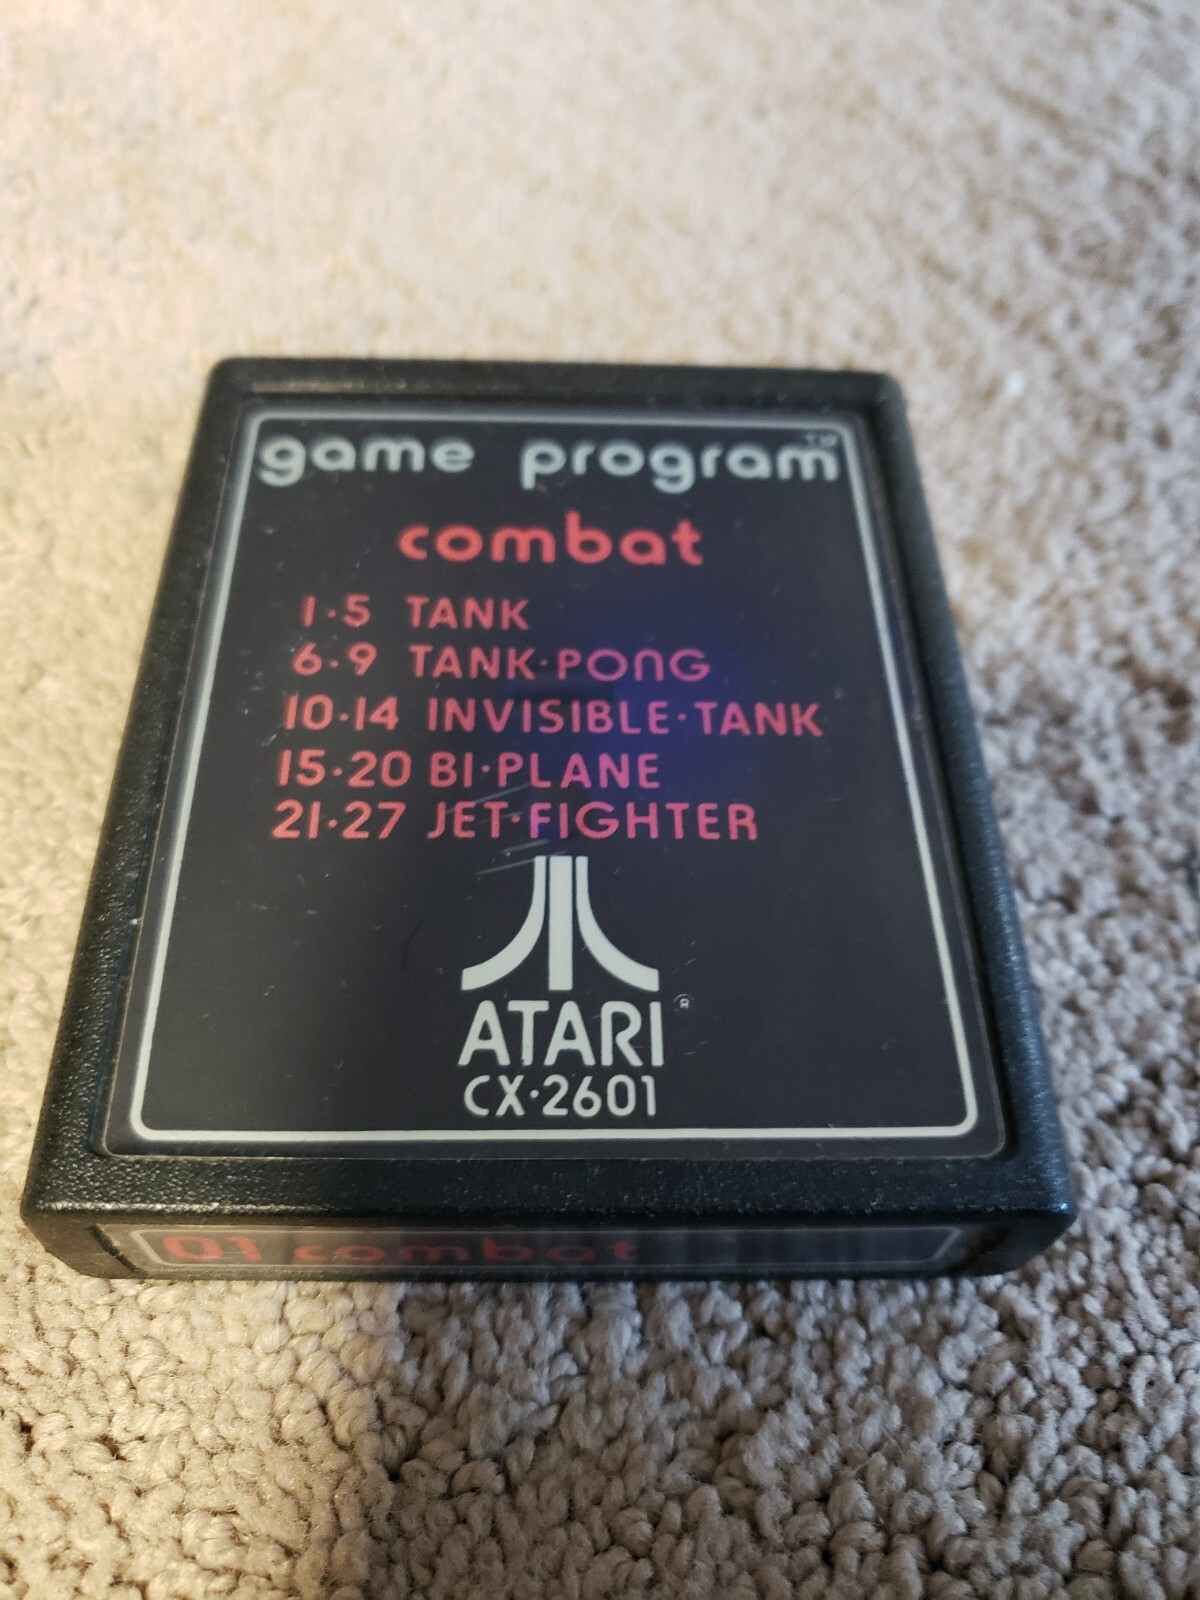 game program™
combat
1·5 TANK
6·9 TANK·PONG
10·14 INVISIBLE·TANK
15·20 BI·PLANE
21·27 JET·FIGHTER
ATARI®
CX·2601
01 combat